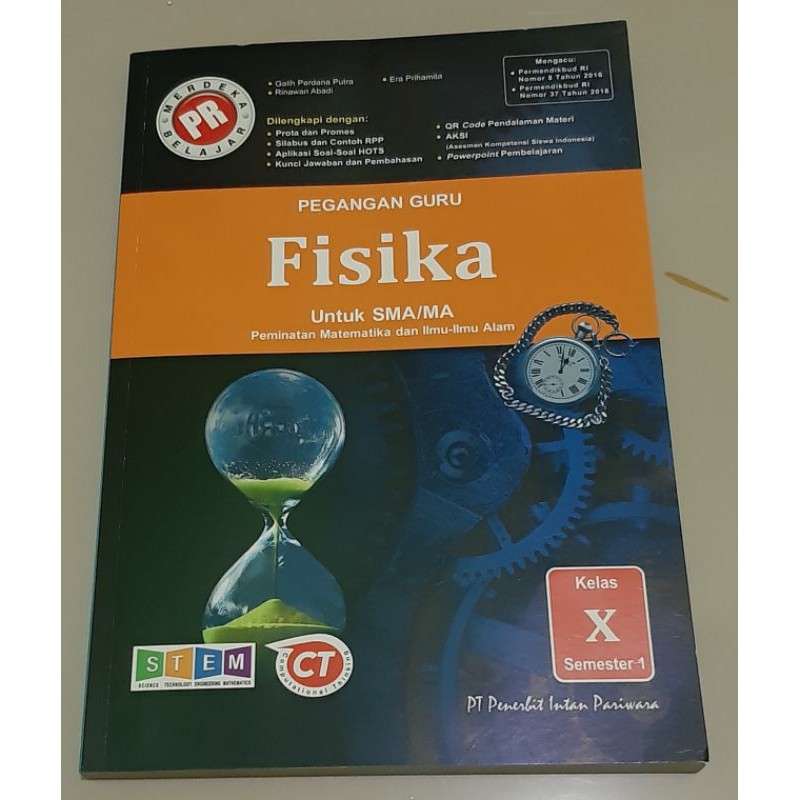 MERDEKA
PR
BELAJAR
• Galih Perdana Putra
• Rinawan Abadi
• Era Prihamita
Mengacu:
• Permendikbud RI
Nomor 8 Tahun 2016
• Permendikbud RI
Nomor 37 Tahun 2018
Dilengkapi dengan:
• Prota dan Promes
• Silabus dan Contoh RPP
• Aplikasi Soal-Soal HOTS
• Kunci Jawaban dan Pembahasan
• QR Code Pendalaman Materi
• AKSI
(Asesmen Kompetensi Siswa Indonesia)
• Powerpoint Pembelajaran
PEGANGAN GURU
Fisika
Untuk SMA/MA
Peminatan Matematika dan Ilmu-Ilmu Alam
STEM
SCIENCE TECHNOLOGY ENGINEERING MATHEMATICS
CT
Computational Thinking
Kelas
X
Semester 1
PT Penerbit Intan Pariwara